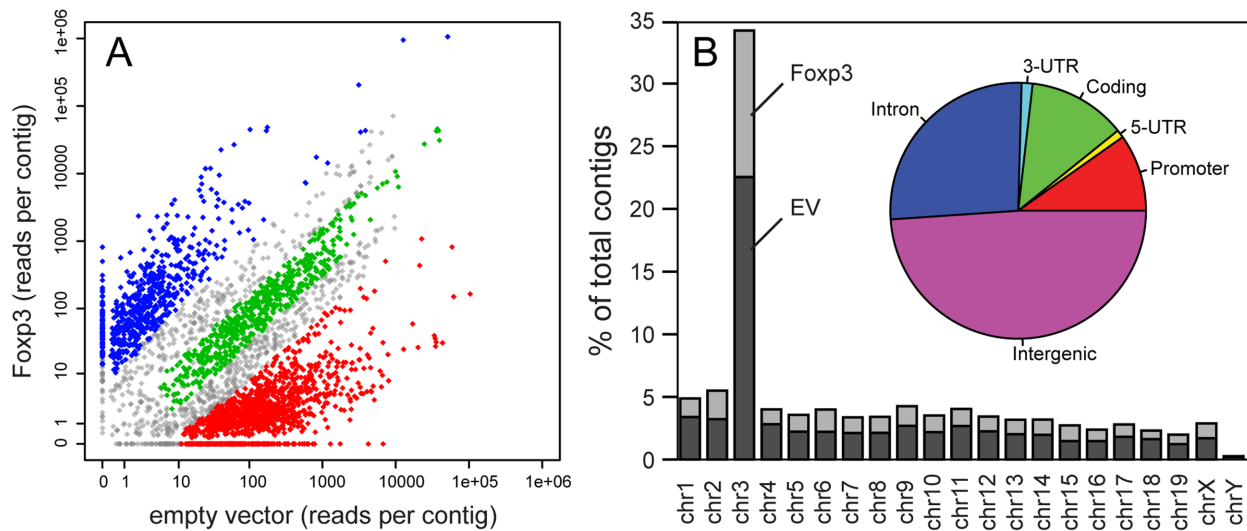 A
1e+06
1e+05
10000
1000
100
10
1
0
Foxp3 (reads per contig)
0 1 10 100 1000 10000 1e+05 1e+06
empty vector (reads per contig)
B
35
30
25
20
15
10
5
0
% of total contigs
Foxp3
EV
3-UTR
Coding
5-UTR
Promoter
Intron
Intergenic
chr1 chr2 chr3 chr4 chr5 chr6 chr7 chr8 chr9 chr10 chr11 chr12 chr13 chr14 chr15 chr16 chr17 chr18 chr19 chrX chrY